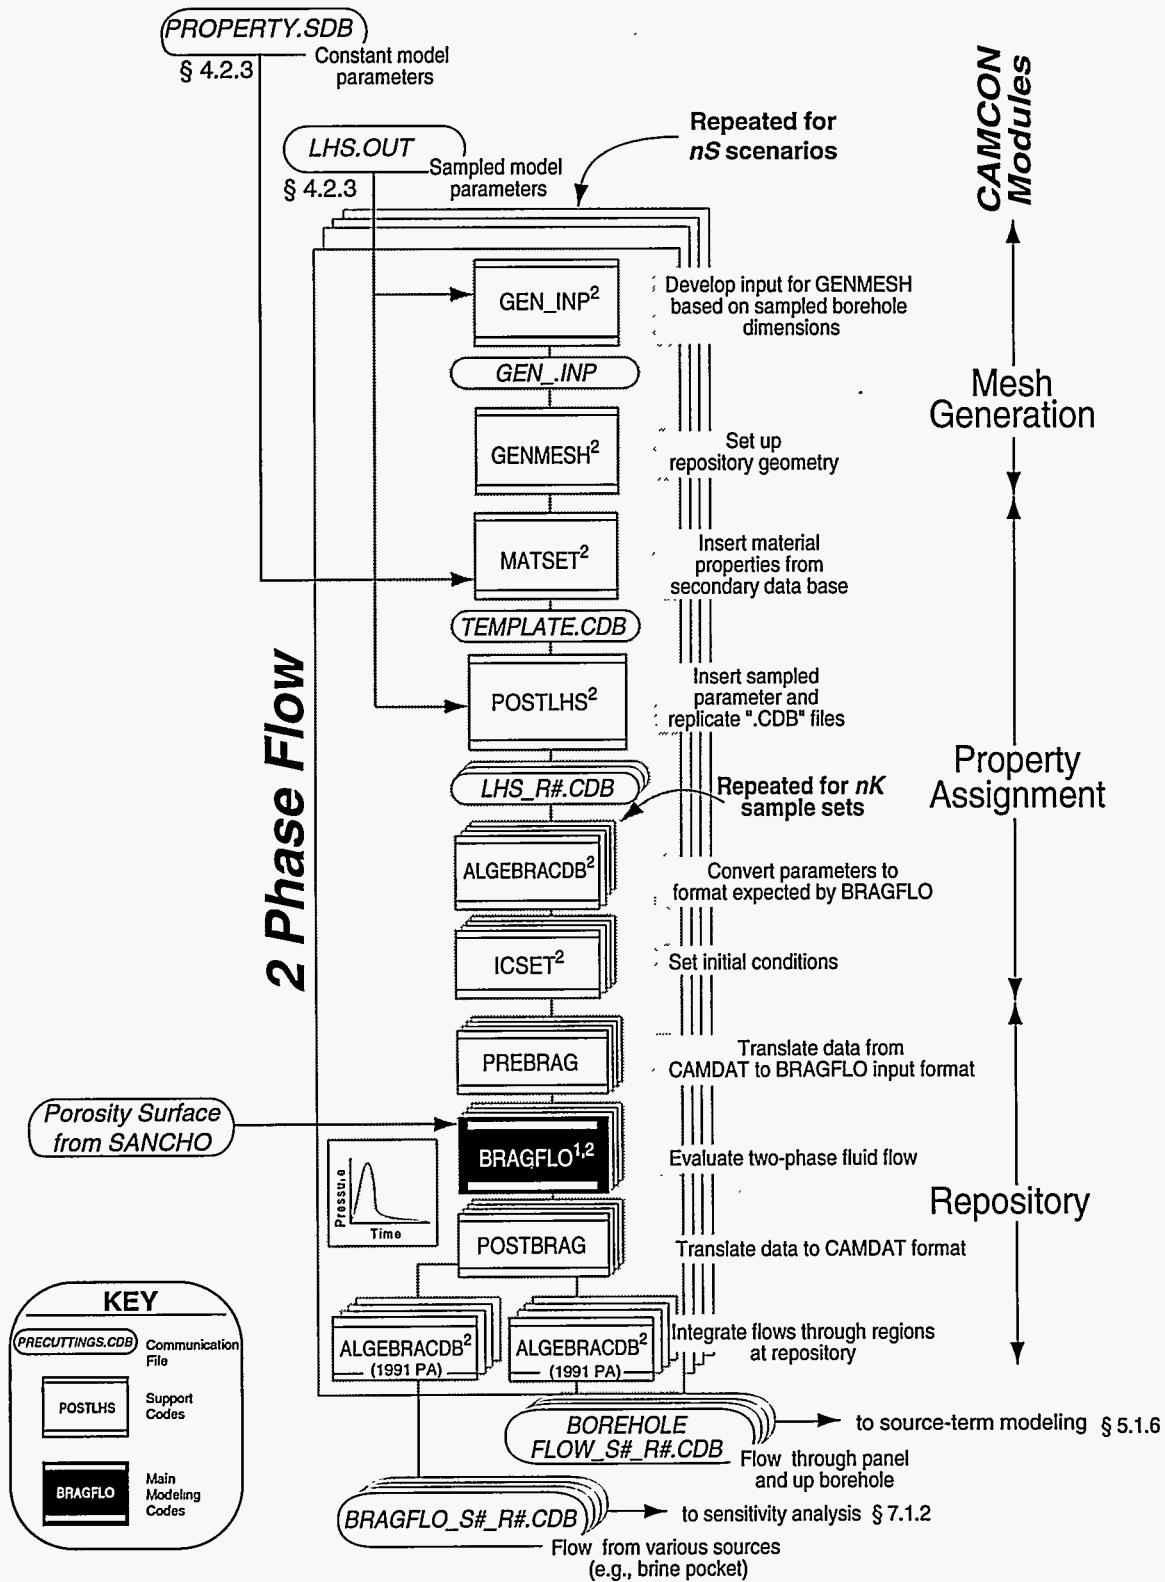 PROPERTY.SDB
§ 4.2.3
Constant model
parameters
LHS.OUT
§ 4.2.3
Sampled model
parameters
Repeated for
nS scenarios
CAMCON
Modules
GEN_INP2
Develop input for GENMESH
based on sampled borehole
dimensions
GEN_.INP
Mesh
Generation
GENMESH2
Set up
repository geometry
MATSET2
Insert material
properties from
secondary data base
TEMPLATE.CDB
POSTLHS2
Insert sampled
parameter and
replicate ".CDB" files
2 Phase Flow
LHS_R#.CDB
Repeated for nK
sample sets
Property
Assignment
ALGEBRACDB2
Convert parameters to
format expected by BRAGFLO
ICSET2
Set initial conditions
PREBRAG
Translate data from
CAMDAT to BRAGFLO input format
Porosity Surface
from SANCHO
BRAGFLO1,2
Evaluate two-phase fluid flow
Pressure
Time
Repository
POSTBRAG
Translate data to CAMDAT format
ALGEBRACDB2
(1991 PA)
ALGEBRACDB2
(1991 PA)
Integrate flows through regions
at repository
BOREHOLE
FLOW_S#_R#.CDB
to source-term modeling § 5.1.6
Flow through panel
and up borehole
BRAGFLO_S#_R#.CDB
to sensitivity analysis § 7.1.2
Flow from various sources
(e.g., brine pocket)
KEY
PRECUTTINGS.CDB
Communication
File
POSTLHS
Support
Codes
BRAGFLO
Main
Modeling
Codes